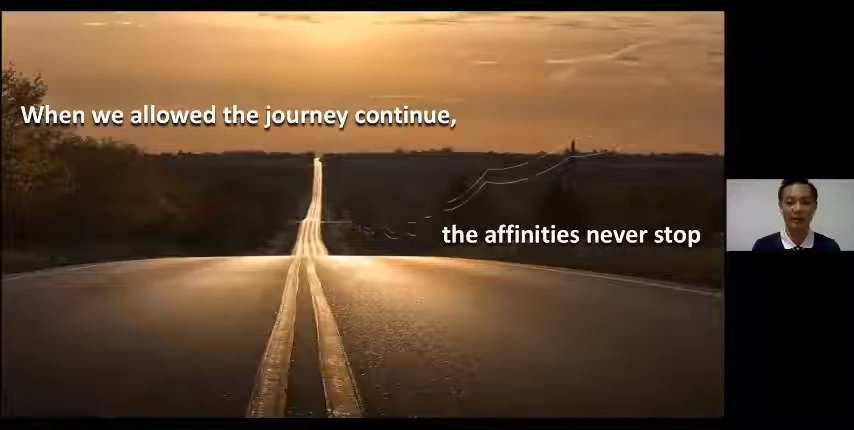 When we allowed the journey continue,
the affinities never stop